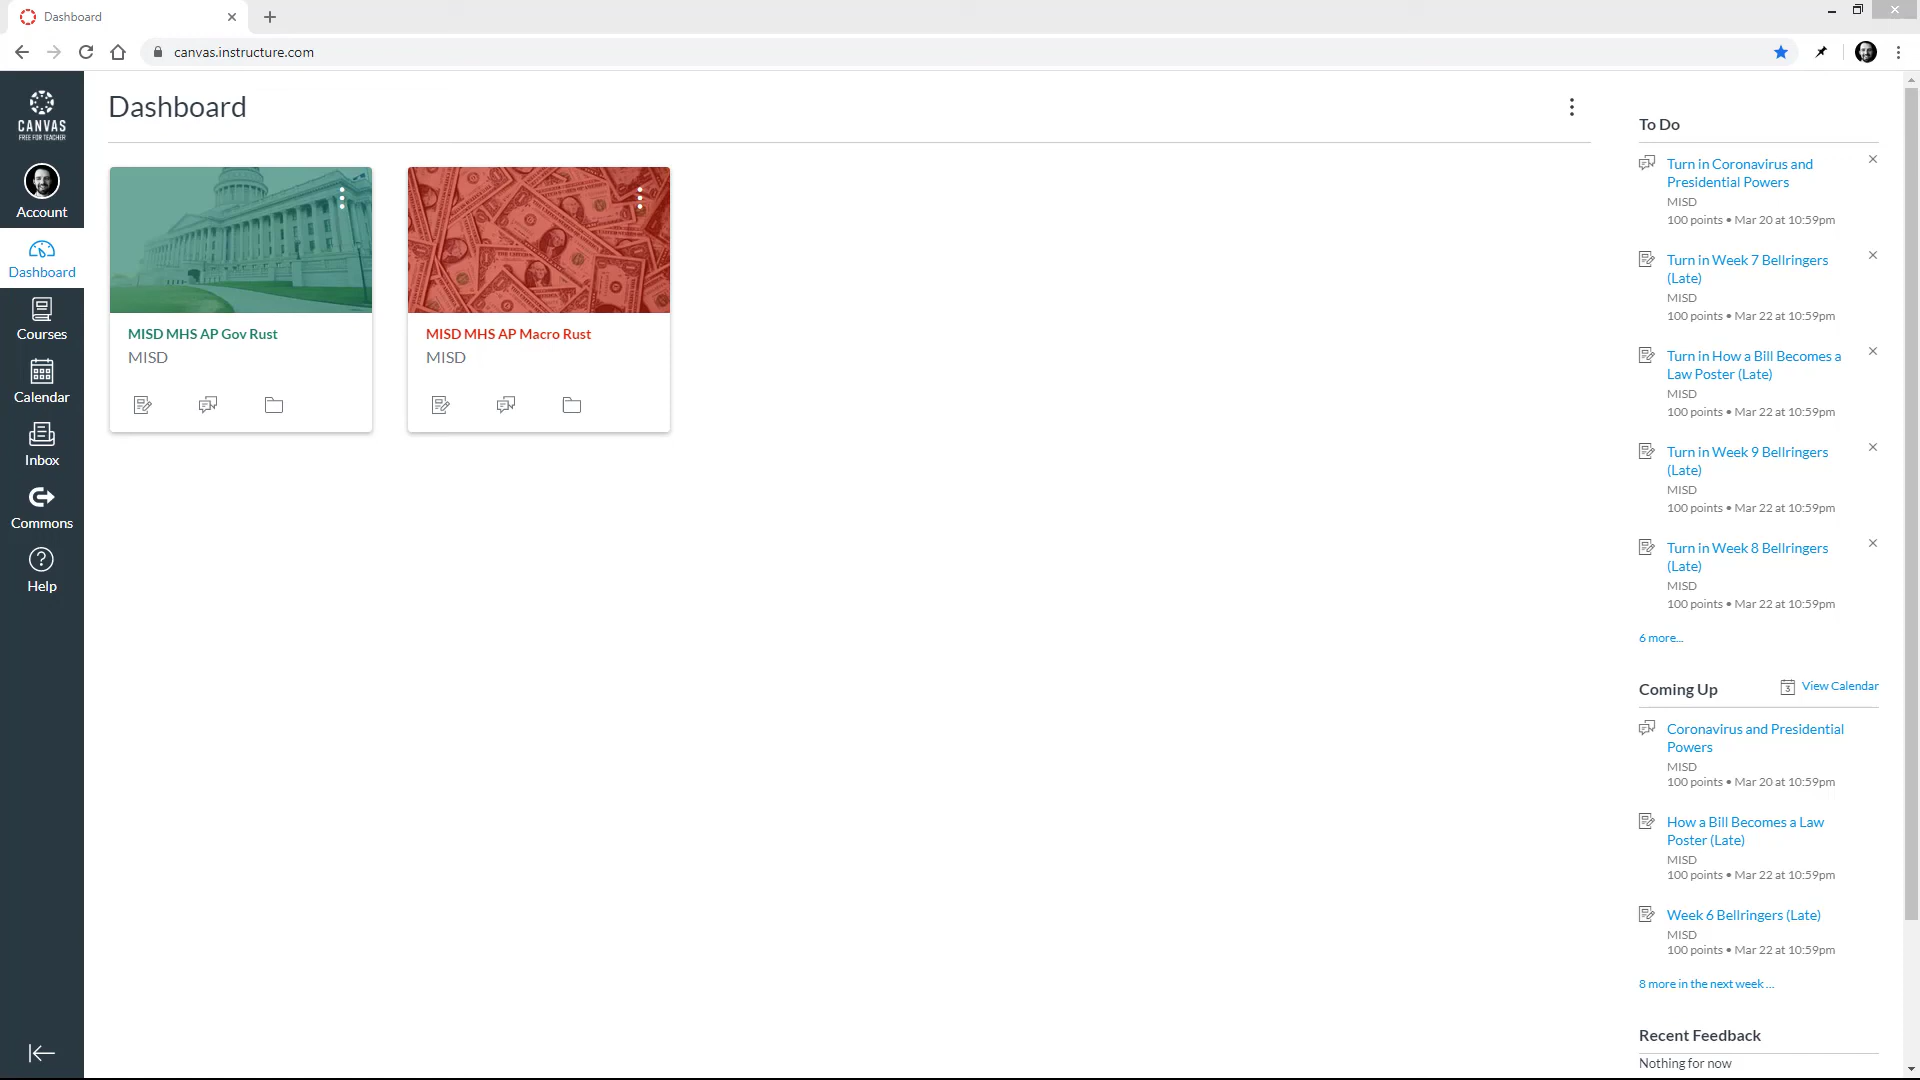 Dashboard
canvas.instructure.com
CANVAS
FREE FOR TEACHER
Account
Dashboard
Courses
Calendar
Inbox
Commons
Help
Dashboard
MISD MHS AP Gov Rust
MISD
MISD MHS AP Macro Rust
MISD
To Do
Turn in Coronavirus and
Presidential Powers
MISD
100 points • Mar 20 at 10:59pm
Turn in Week 7 Bellringers
(Late)
MISD
100 points • Mar 22 at 10:59pm
Turn in How a Bill Becomes a
Law Poster (Late)
MISD
100 points • Mar 22 at 10:59pm
Turn in Week 9 Bellringers
(Late)
MISD
100 points • Mar 22 at 10:59pm
Turn in Week 8 Bellringers
(Late)
MISD
100 points • Mar 22 at 10:59pm
6 more...
Coming Up
3 View Calendar
Coronavirus and Presidential
Powers
MISD
100 points • Mar 20 at 10:59pm
How a Bill Becomes a Law
Poster (Late)
MISD
100 points • Mar 22 at 10:59pm
Week 6 Bellringers (Late)
MISD
100 points • Mar 22 at 10:59pm
8 more in the next week ...
Recent Feedback
Nothing for now